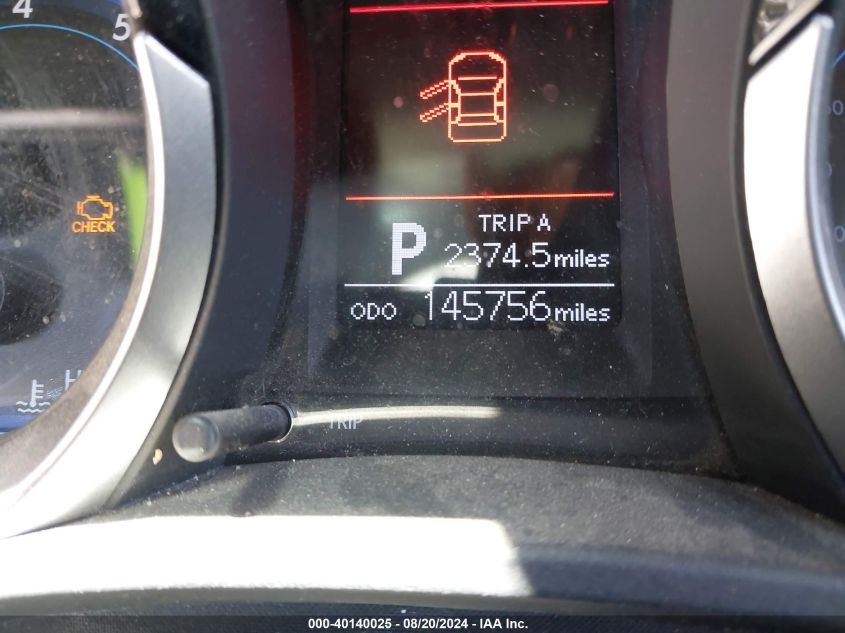 4
5
CHECK
TRIP A
P 2374.5 miles
ODO 145756 miles
H
TRIP
000-40140025 - 08/20/2024 - IAA Inc.